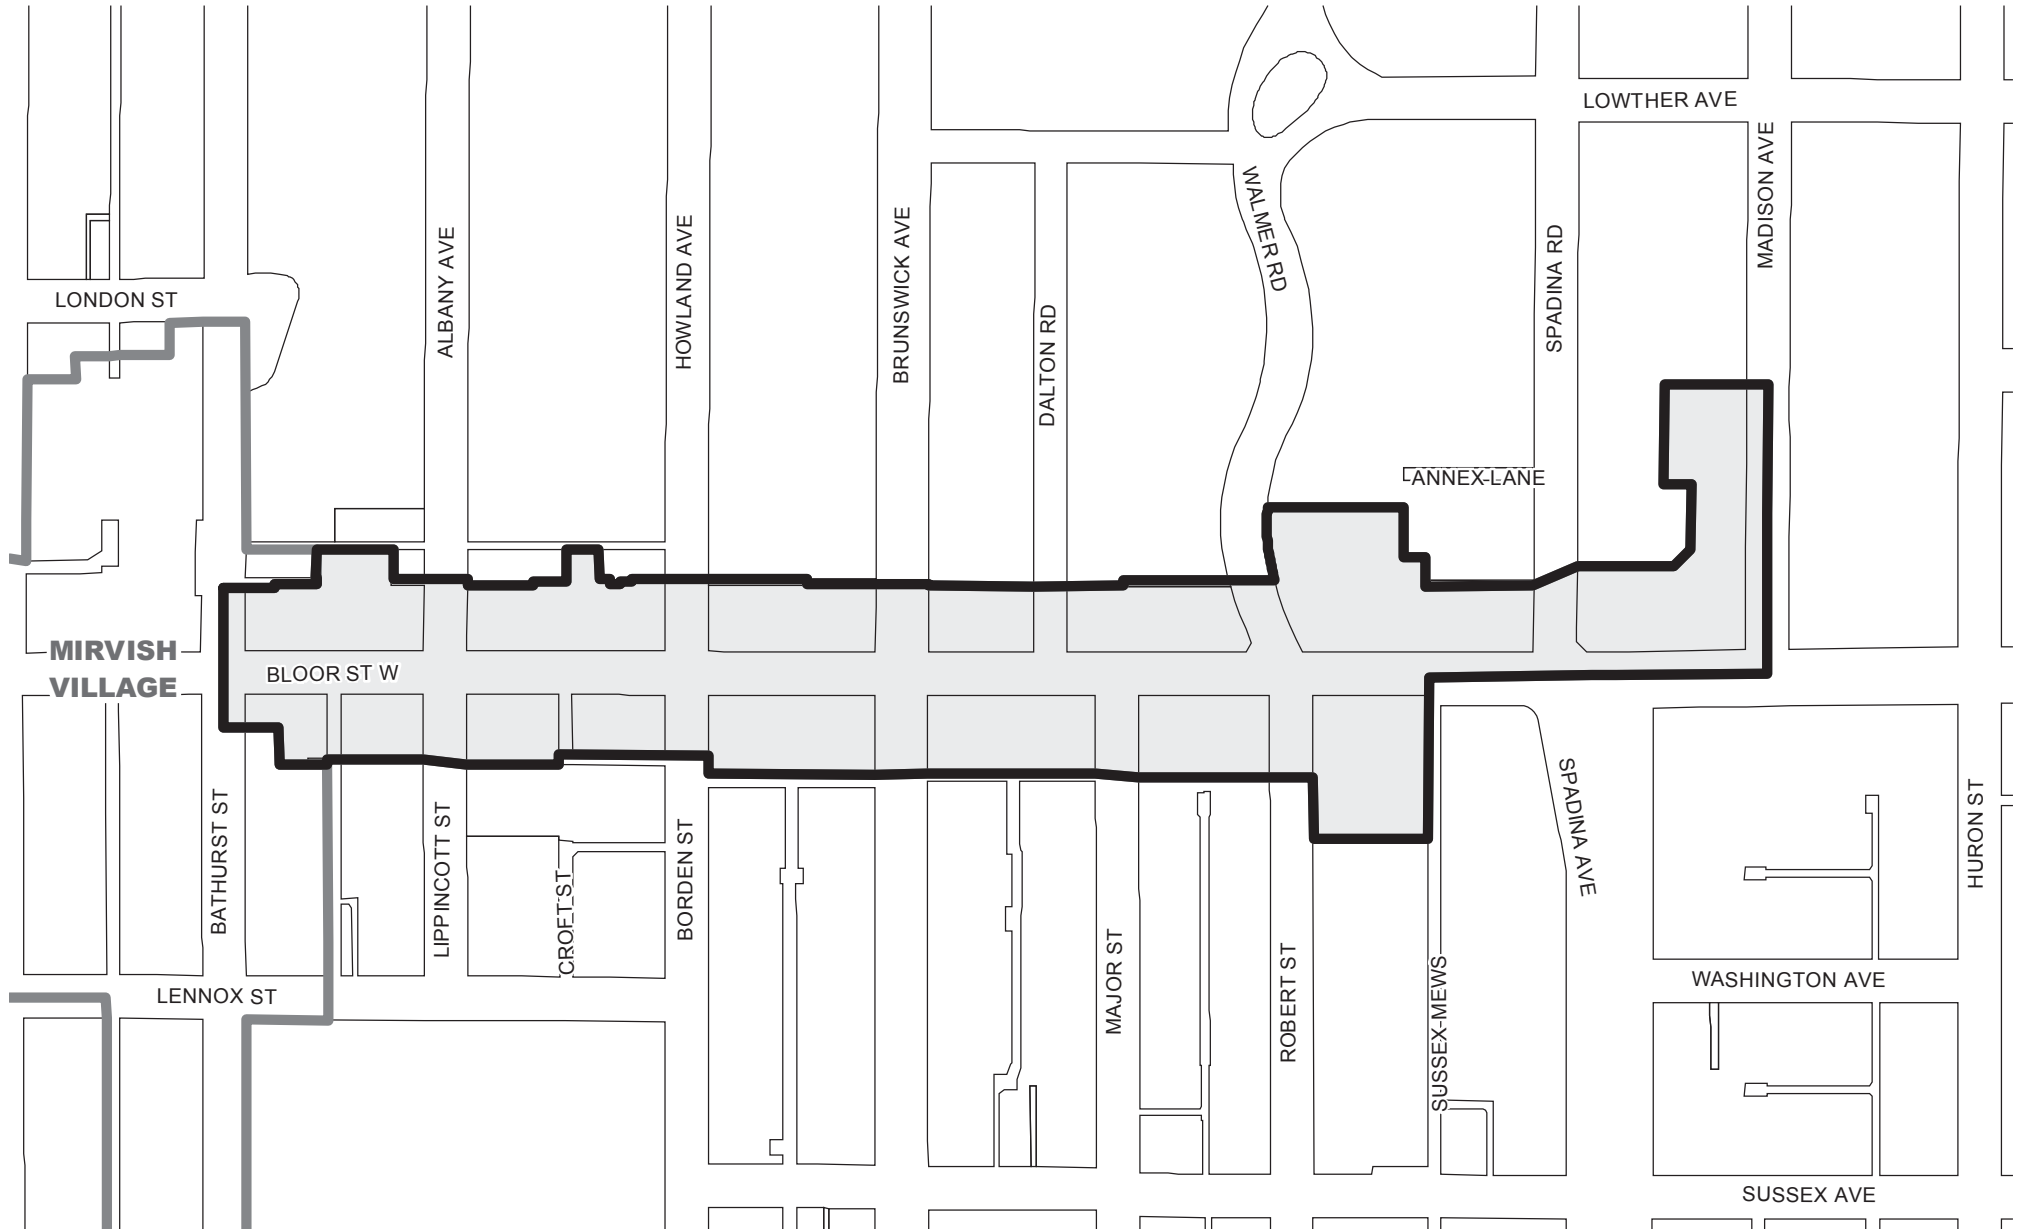 LOWTHER AVE
MADISON AVE
WALMER RD
BRUNSWICK AVE
HOWLAND AVE
ALBANY AVE
SPADINA RD
LONDON ST
DALTON RD
ANNEX LANE
MIRVISH
VILLAGE
BLOOR ST W
SPADINA AVE
HURON ST
BATHURST ST
LIPPINCOTT ST
BORDEN ST
CROFT ST
MAJOR ST
ROBERT ST
SUSSEX MEWS
WASHINGTON AVE
LENNOX ST
SUSSEX AVE